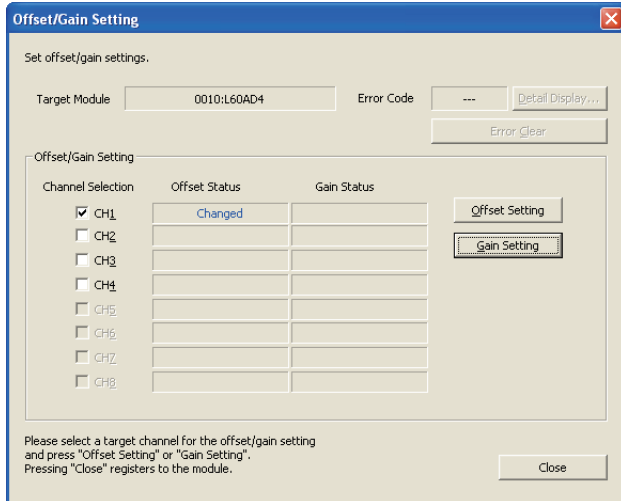 Offset/Gain Setting
Set offset/gain settings.
Target Module 0010:L60AD4 Error Code --- Detail Display...
Error Clear
Offset/Gain Setting
Channel Selection Offset Status Gain Status
CH1 Changed Offset Setting
CH2
Gain Setting
CH3
CH4
CH5
CH6
CH7
CH8
Please select a target channel for the offset/gain setting
and press "Offset Setting" or "Gain Setting".
Pressing "Close" registers to the module.
Close